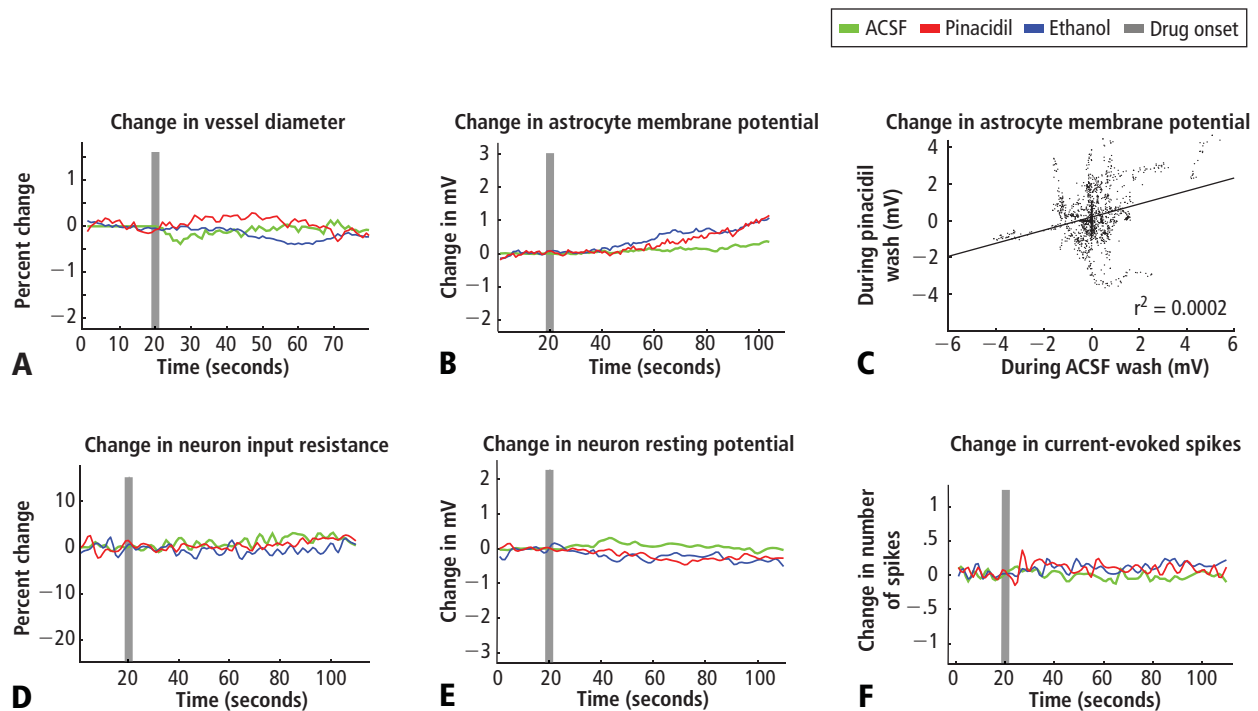 ACSF Pinacidil Ethanol Drug onset
Change in vessel diameter
Percent change
1
0
−1
−2
0 10 20 30 40 50 60 70
Time (seconds)
A
Change in astrocyte membrane potential
Change in mV
3
2
1
0
−1
−2
20 40 60 80 100
Time (seconds)
B
Change in astrocyte membrane potential
During pinacidil
wash (mV)
4
2
0
−2
−4
r² = 0.0002
−6 −4 −2 0 2 4 6
During ACSF wash (mV)
C
Change in neuron input resistance
Percent change
10
0
−10
−20
20 40 60 80 100
Time (seconds)
D
Change in neuron resting potential
Change in mV
2
1
0
−1
−2
−3
0 20 40 60 80 100
Time (seconds)
E
Change in current-evoked spikes
Change in number
of spikes
1
.5
0
−.5
−1
0 20 40 60 80 100
Time (seconds)
F